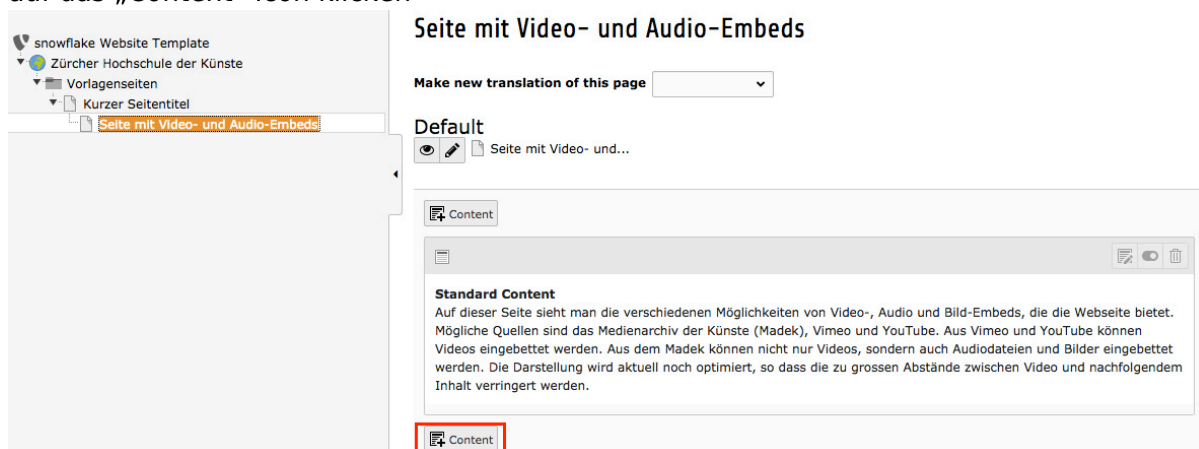 auf das „Content“-Icon klicken
snowflake Website Template
Zürcher Hochschule der Künste
Vorlagenseiten
Kurzer Seitentitel
Seite mit Video- und Audio-Embeds
Seite mit Video- und Audio-Embeds
Make new translation of this page
Default
Seite mit Video- und...
Content
Standard Content
Auf dieser Seite sieht man die verschiedenen Möglichkeiten von Video-, Audio und Bild-Embeds, die die Webseite bietet.
Mögliche Quellen sind das Medienarchiv der Künste (Madek), Vimeo und YouTube. Aus Vimeo und YouTube können
Videos eingebettet werden. Aus dem Madek können nicht nur Videos, sondern auch Audiodateien und Bilder eingebettet
werden. Die Darstellung wird aktuell noch optimiert, so dass die zu grossen Abstände zwischen Video und nachfolgendem
Inhalt verringert werden.
Content